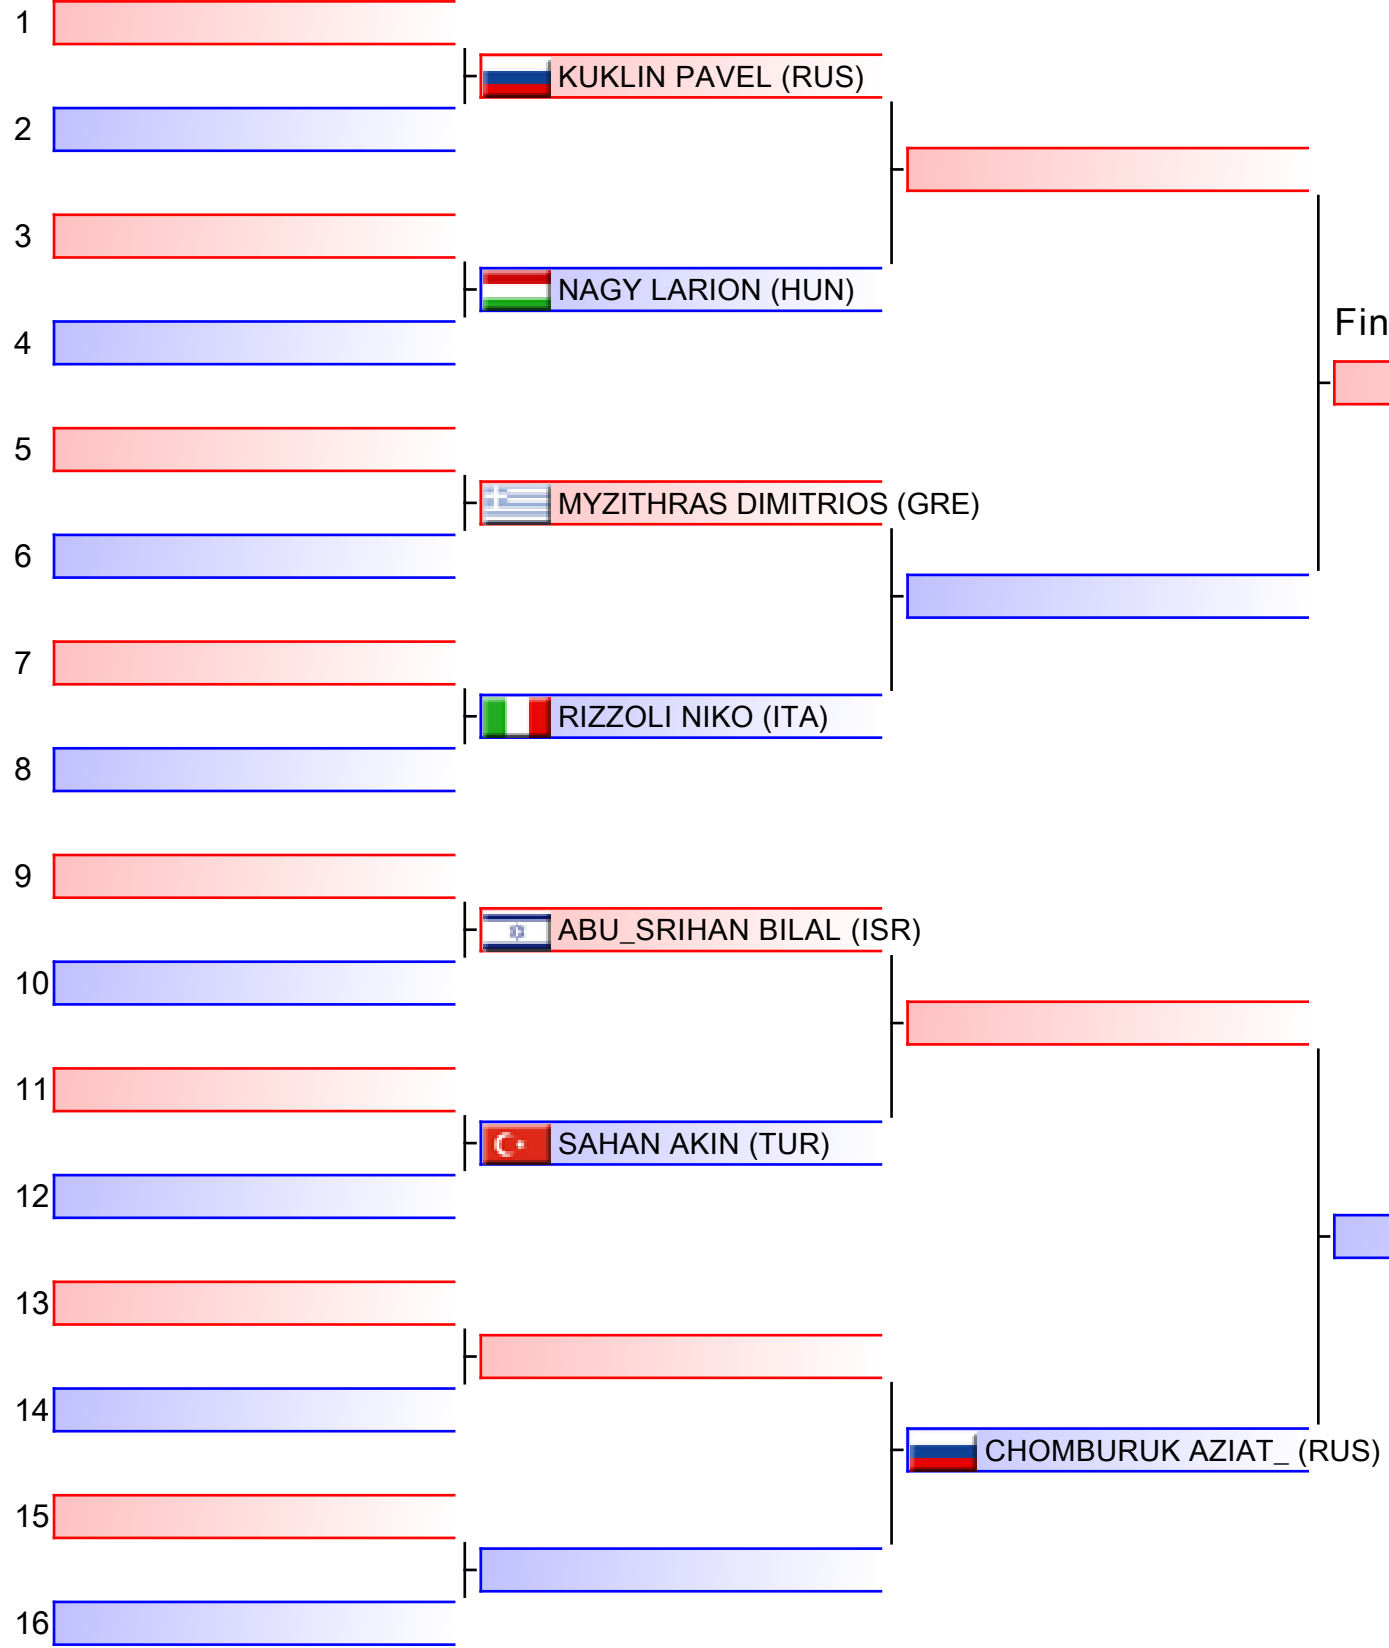 1
KUKLIN PAVEL (RUS)
2
3
NAGY LARION (HUN)
Fin
4
5
MYZITHRAS DIMITRIOS (GRE)
6
7
RIZZOLI NIKO (ITA)
8
9
ABU_SRIHAN BILAL (ISR)
10
11
SAHAN AKIN (TUR)
12
13
14
CHOMBURUK AZIAT_ (RUS)
15
16